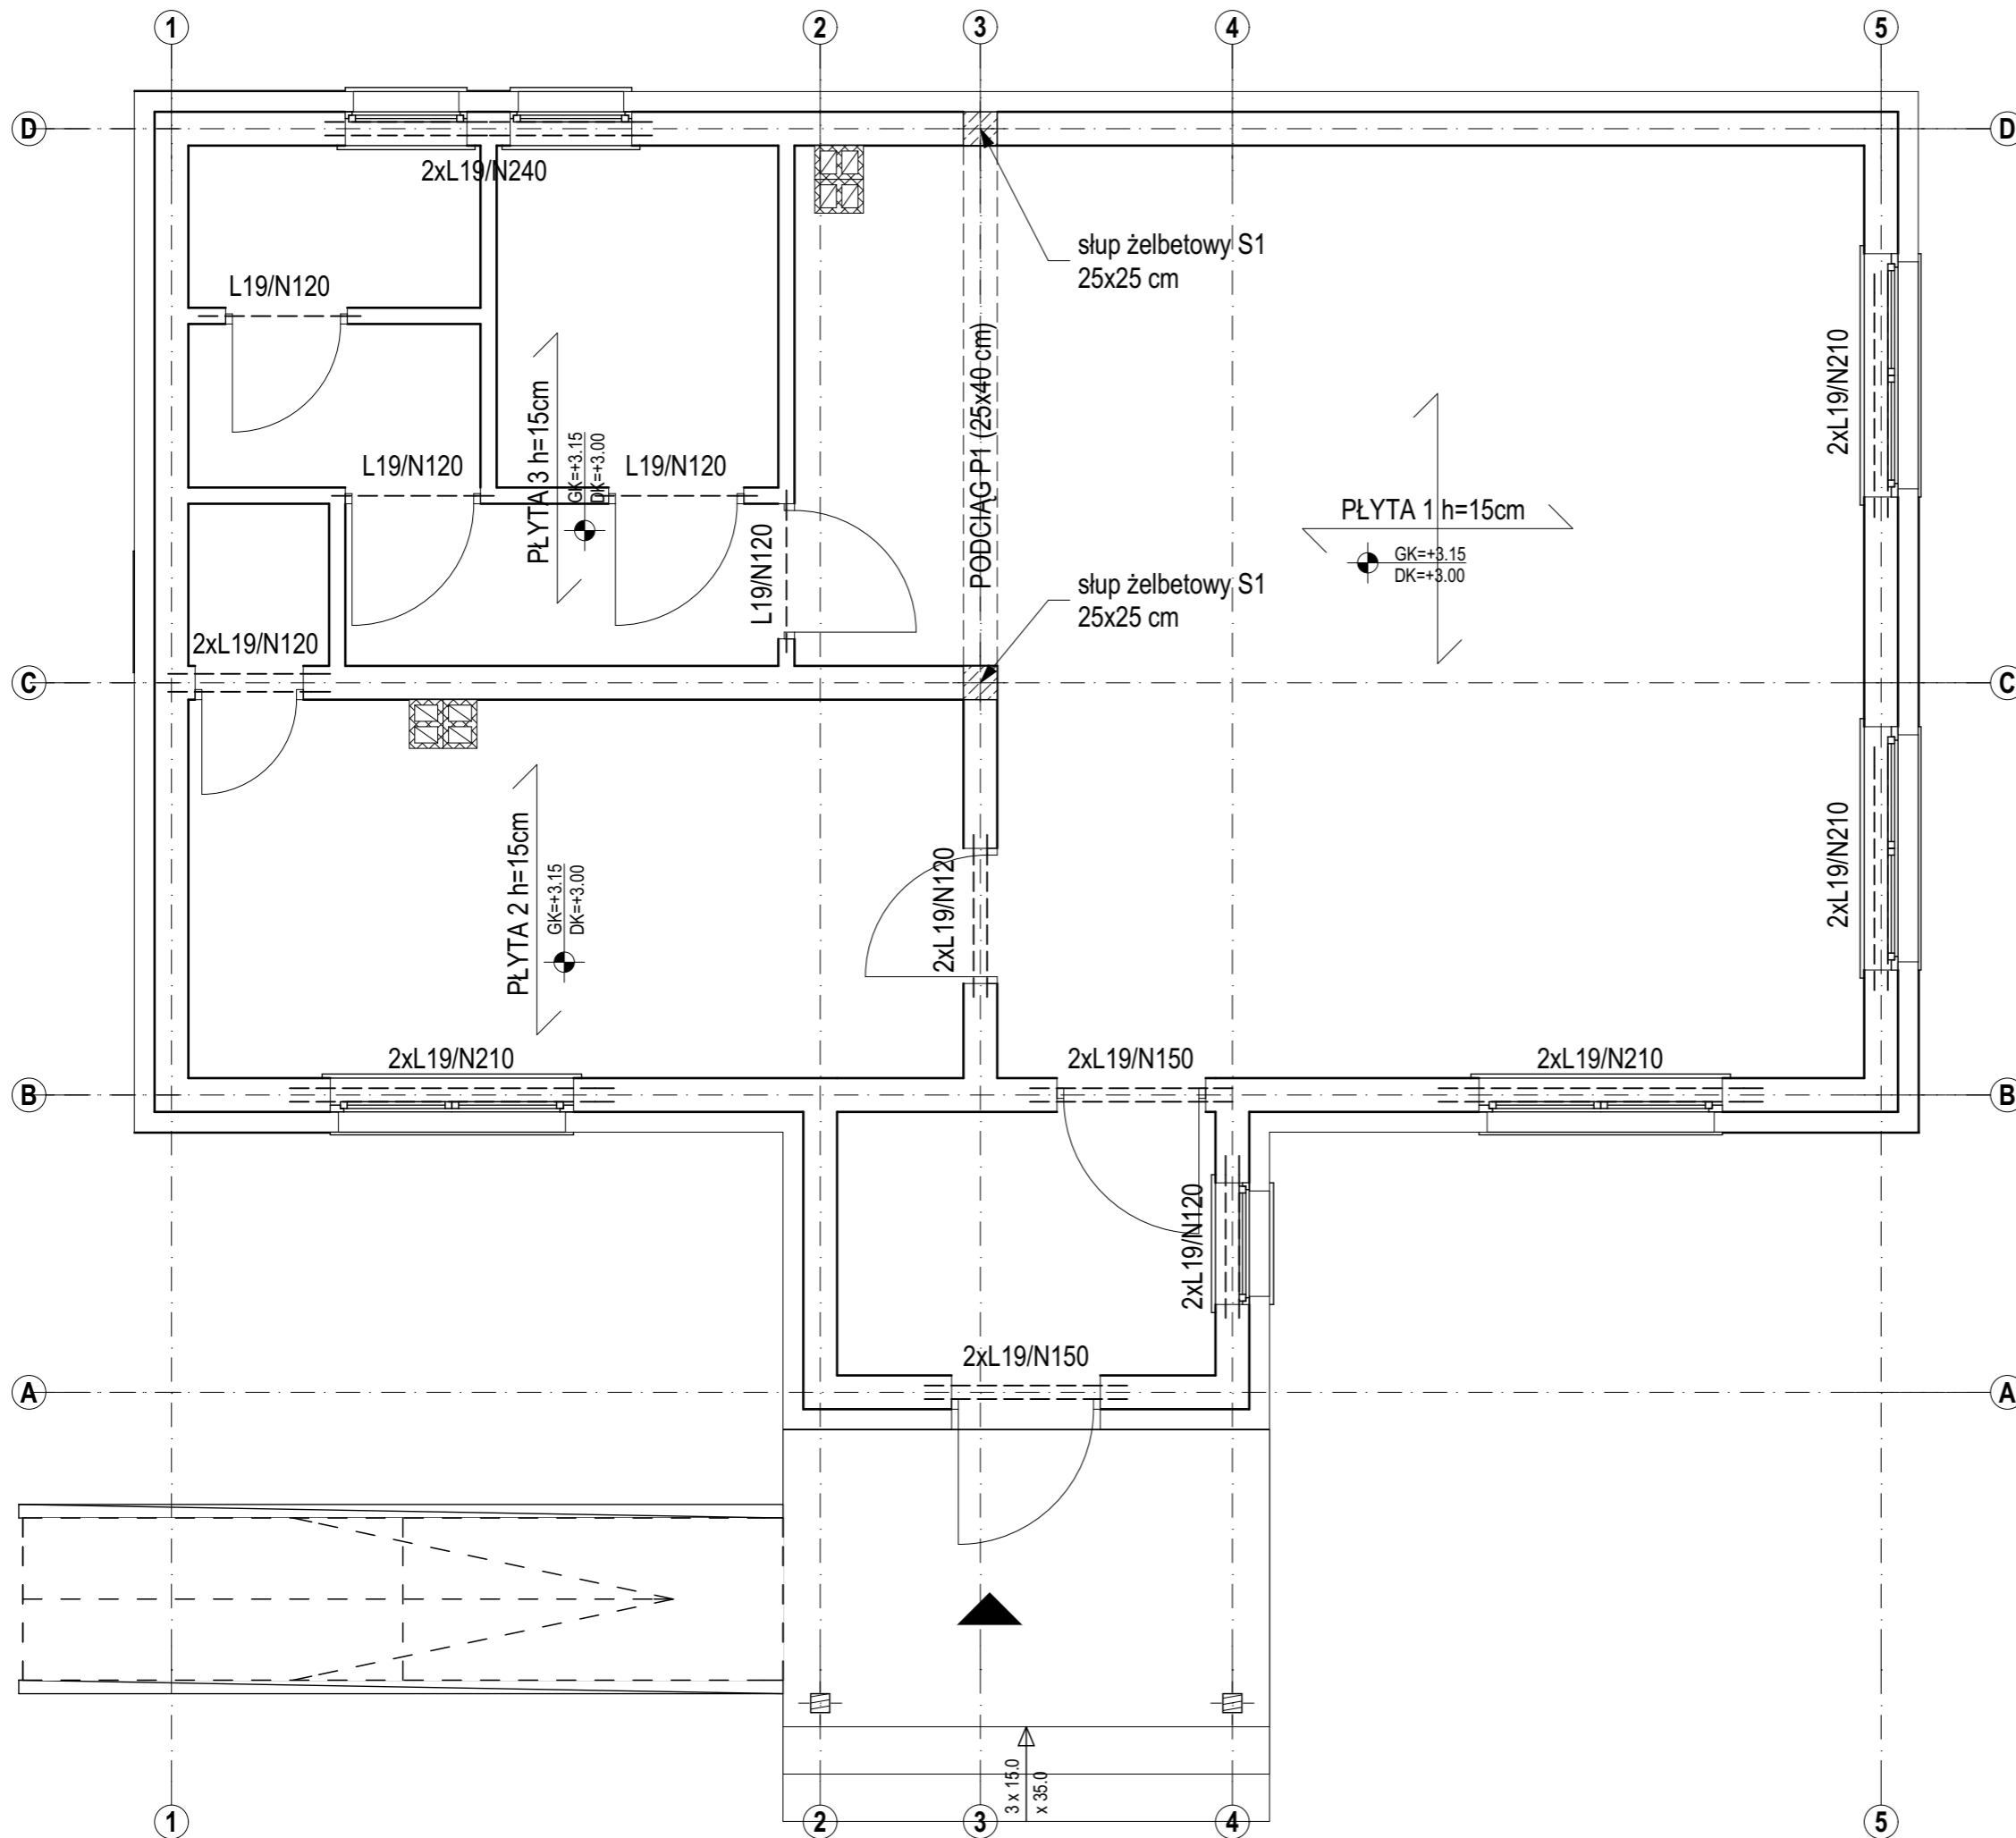 1
2
3
4
5
D
D
2xL19/N240
słup żelbetowy S1
25x25 cm
L19/N120
PODCIĄG P1 (25x40 cm)
2xL19/N210
L19/N120
PŁYTA 3 h=15cm
GK=+3.15
DK=+3.00
L19/N120
PŁYTA 1 h=15cm
GK=+3.15
DK=+3.00
L19/N120
słup żelbetowy S1
25x25 cm
2xL19/N120
C
C
PŁYTA 2 h=15cm
GK=+3.15
DK=+3.00
2xL19/N120
2xL19/N210
2xL19/N210
2xL19/N150
2xL19/N210
B
B
2xL19/N120
2xL19/N150
A
A
3 x 15.0
x 35.0
1
2
3
4
5